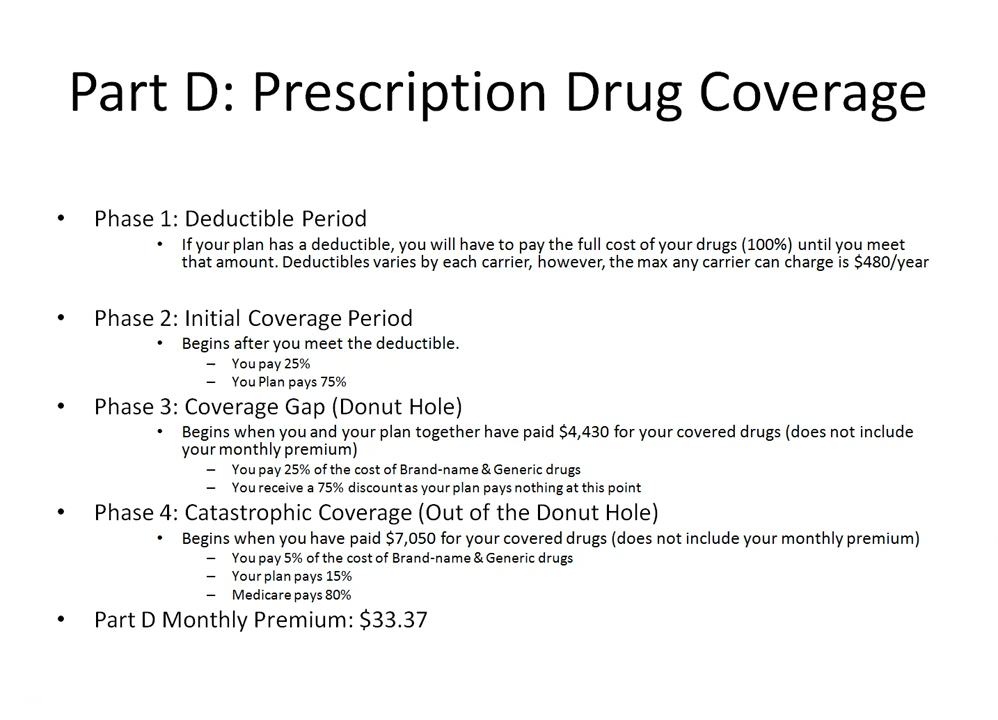 Part D: Prescription Drug Coverage
• Phase 1: Deductible Period
• If your plan has a deductible, you will have to pay the full cost of your drugs (100%) until you meet
that amount. Deductibles varies by each carrier, however, the max any carrier can charge is $480/year
• Phase 2: Initial Coverage Period
• Begins after you meet the deductible.
– You pay 25%
– You Plan pays 75%
• Phase 3: Coverage Gap (Donut Hole)
• Begins when you and your plan together have paid $4,430 for your covered drugs (does not include
your monthly premium)
– You pay 25% of the cost of Brand-name & Generic drugs
– You receive a 75% discount as your plan pays nothing at this point
• Phase 4: Catastrophic Coverage (Out of the Donut Hole)
• Begins when you have paid $7,050 for your covered drugs (does not include your monthly premium)
– You pay 5% of the cost of Brand-name & Generic drugs
– Your plan pays 15%
– Medicare pays 80%
• Part D Monthly Premium: $33.37